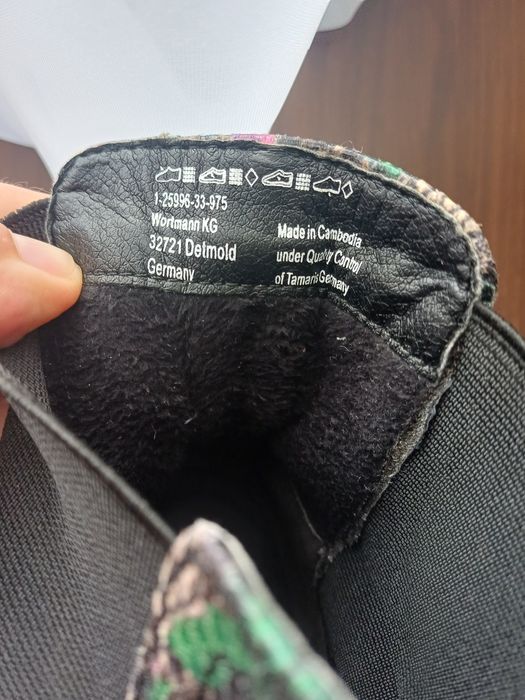 1-25996-33-975
Wortmann KG
32721 Detmold
Germany
Made in Cambodia
under Quality Control
of Tamaris Germany